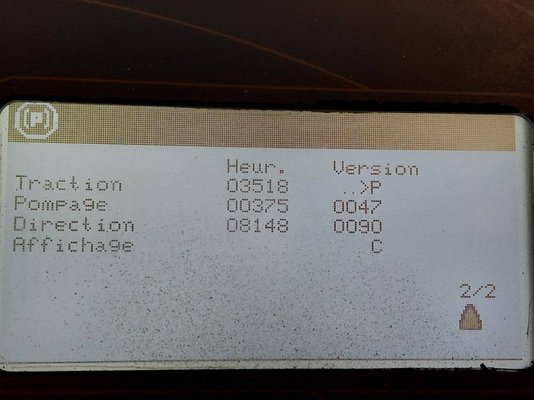 (P)
Heur. Version
Traction 03518 ..>P
Pompage 00375 0047
Direction 08148 0090
Affichage C
2/2